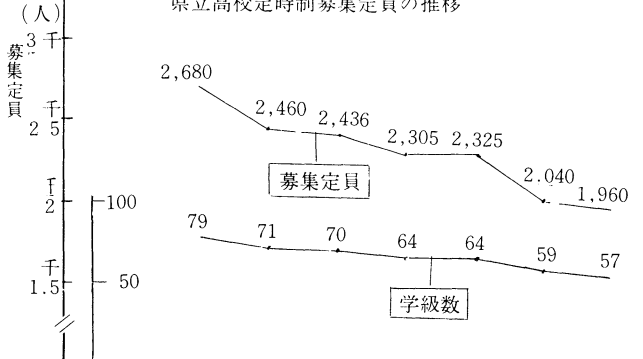 県立高校定時制募集定員の推移
(人)
募集定員
3千
2,680
千
2 5
2,460
2,436
2,305
2,325
募集定員
2.040
1,960
千
2
100
79
71
70
64
64
59
57
千
1.5
50
学級数